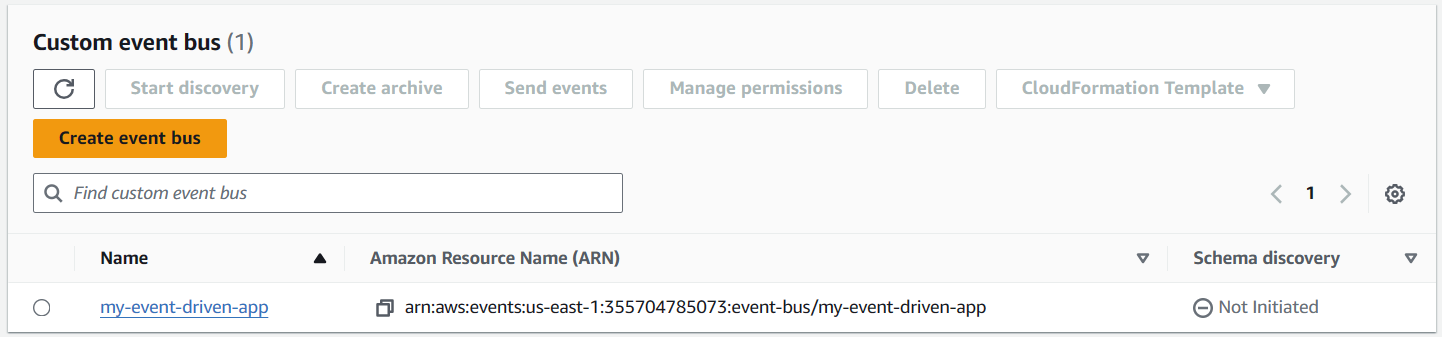 Custom event bus (1)
Start discovery Create archive Send events Manage permissions Delete CloudFormation Template
Create event bus
Find custom event bus 1
Name Amazon Resource Name (ARN) Schema discovery
my-event-driven-app arn:aws:events:us-east-1:355704785073:event-bus/my-event-driven-app Not Initiated